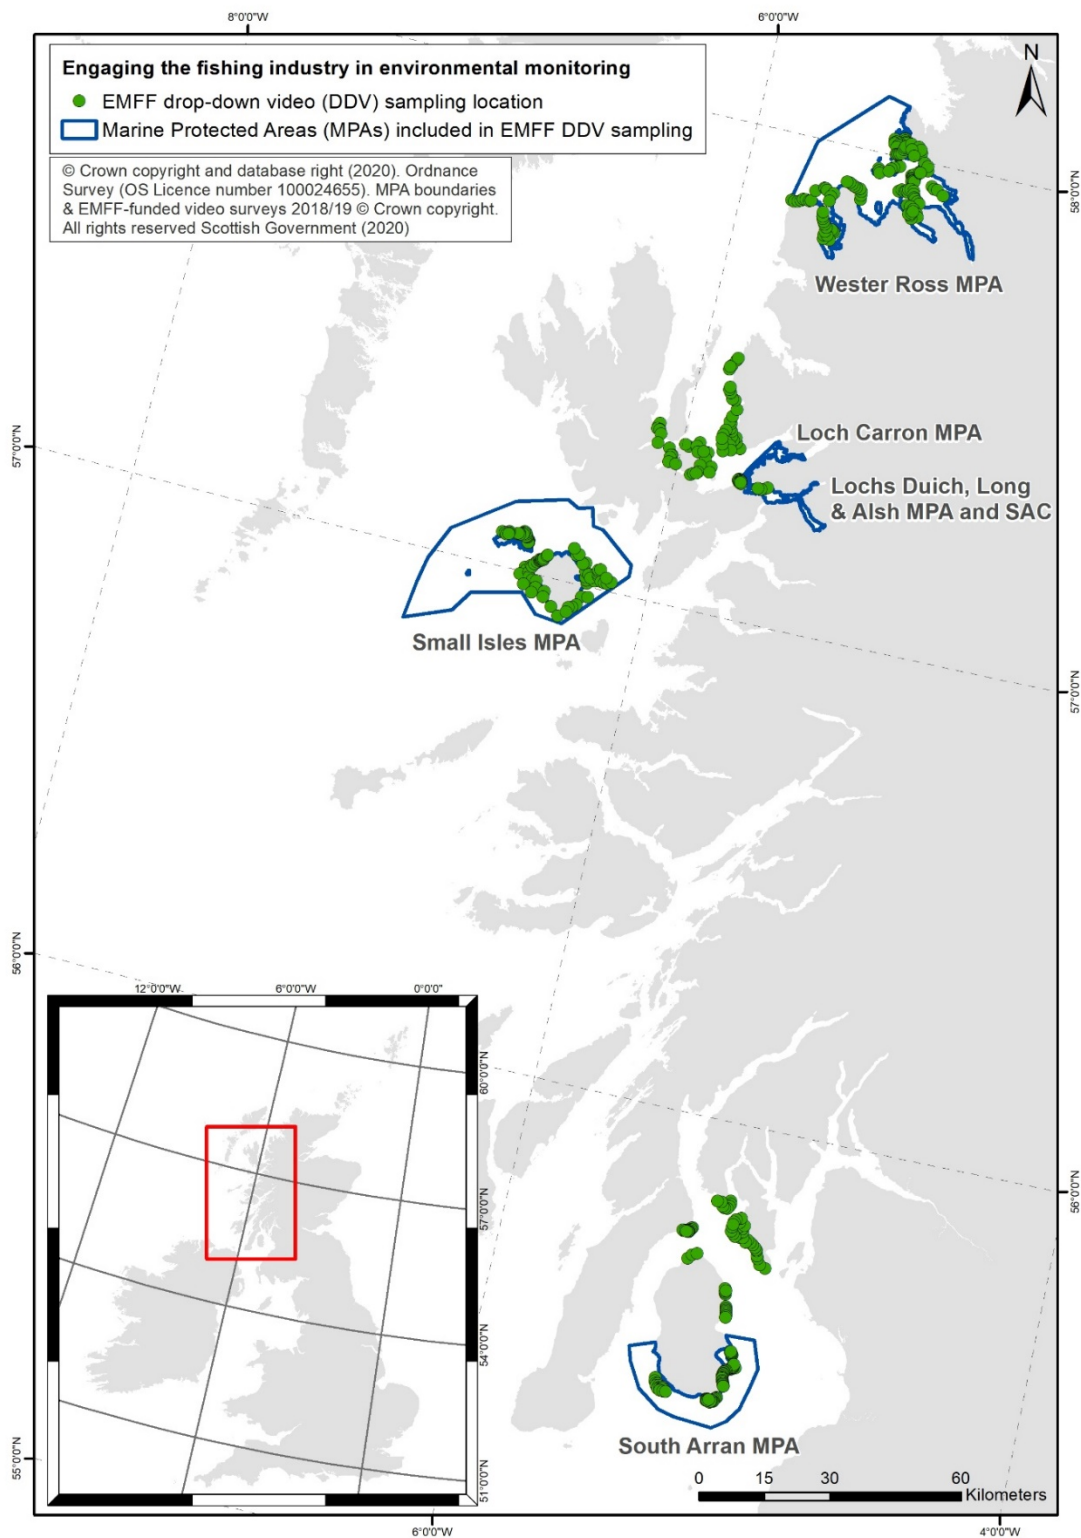 8°0'0"W
6°0'0"W
Engaging the fishing industry in environmental monitoring
EMFF drop-down video (DDV) sampling location
Marine Protected Areas (MPAs) included in EMFF DDV sampling
© Crown copyright and database right (2020). Ordnance
Survey (OS Licence number 100024655). MPA boundaries
& EMFF-funded video surveys 2018/19 © Crown copyright.
All rights reserved Scottish Government (2020)
N
58°0'0"N
Wester Ross MPA
57°0'0"N
Loch Carron MPA
Lochs Duich, Long
& Alsh MPA and SAC
Small Isles MPA
57°0'0"N
56°0'0"N
12°0'0"W
6°0'0"W
0°0'0"
60°0'0"N
57°0'0"N
54°0'0"N
51°0'0"N
56°0'0"N
South Arran MPA
55°0'0"N
0 15 30 60
Kilometers
6°0'0"W
4°0'0"W